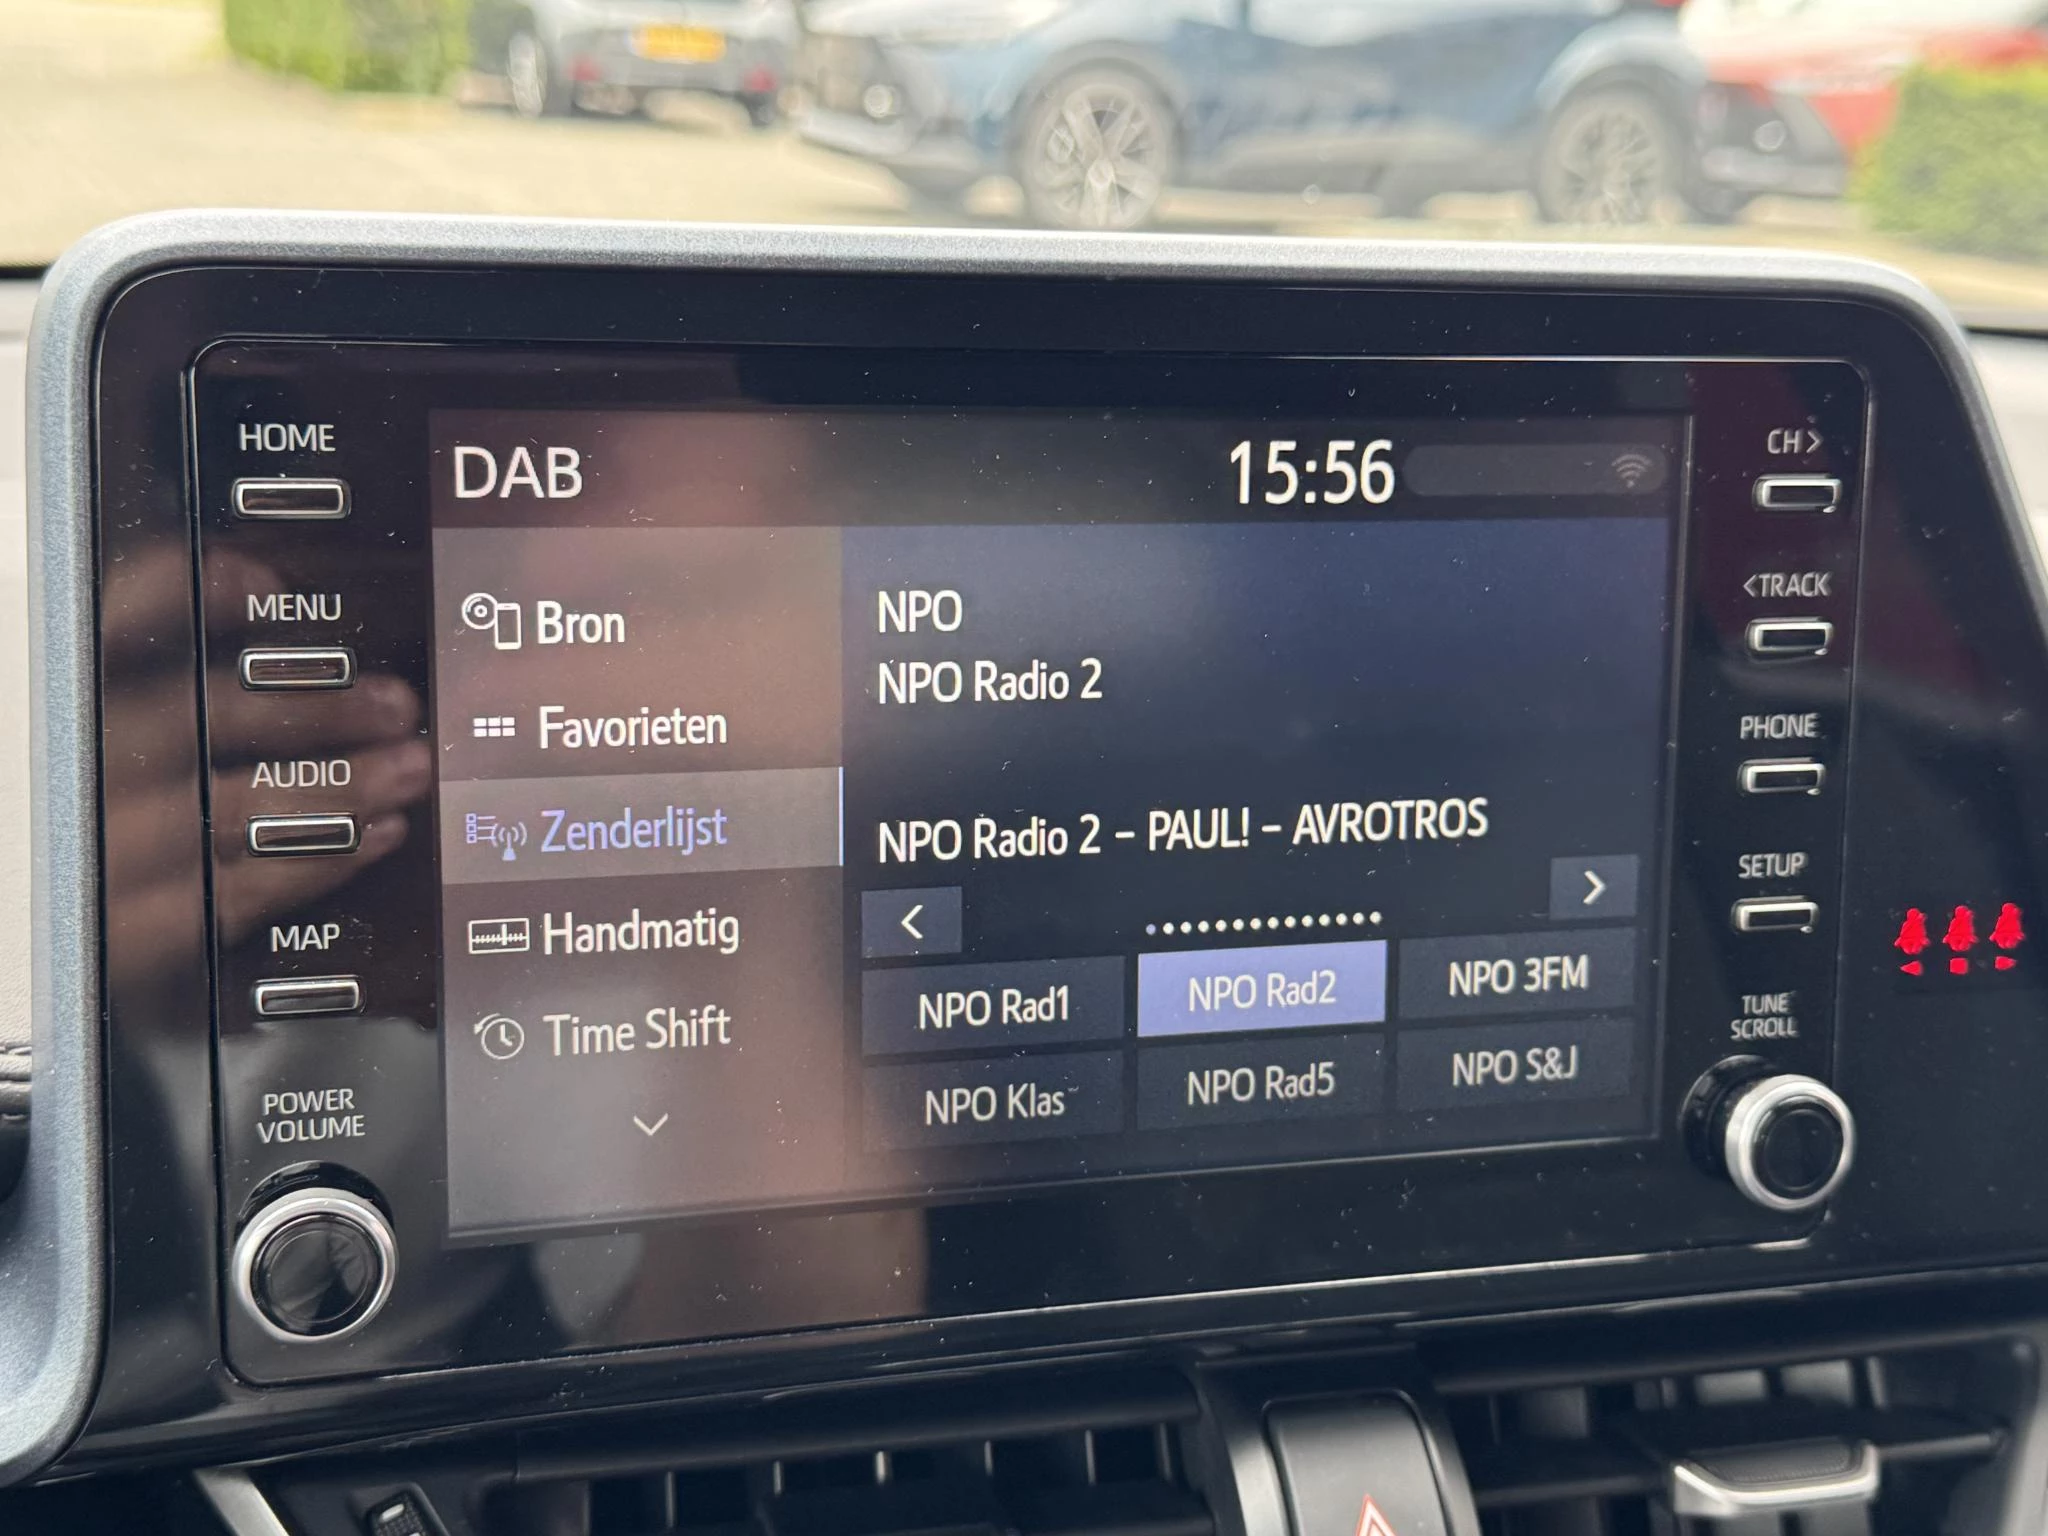 HOME
MENU
AUDIO
MAP
POWER
VOLUME
DAB
15:56
Bron
Favorieten
Zenderlijst
Handmatig
Time Shift
NPO
NPO Radio 2
NPO Radio 2 – PAUL! – AVROTROS
<
>
NPO Rad1
NPO Rad2
NPO 3FM
NPO Klas~
NPO Rad5
NPO S&J
CH>
<TRACK
PHONE
SETUP
TUNE
SCROLL